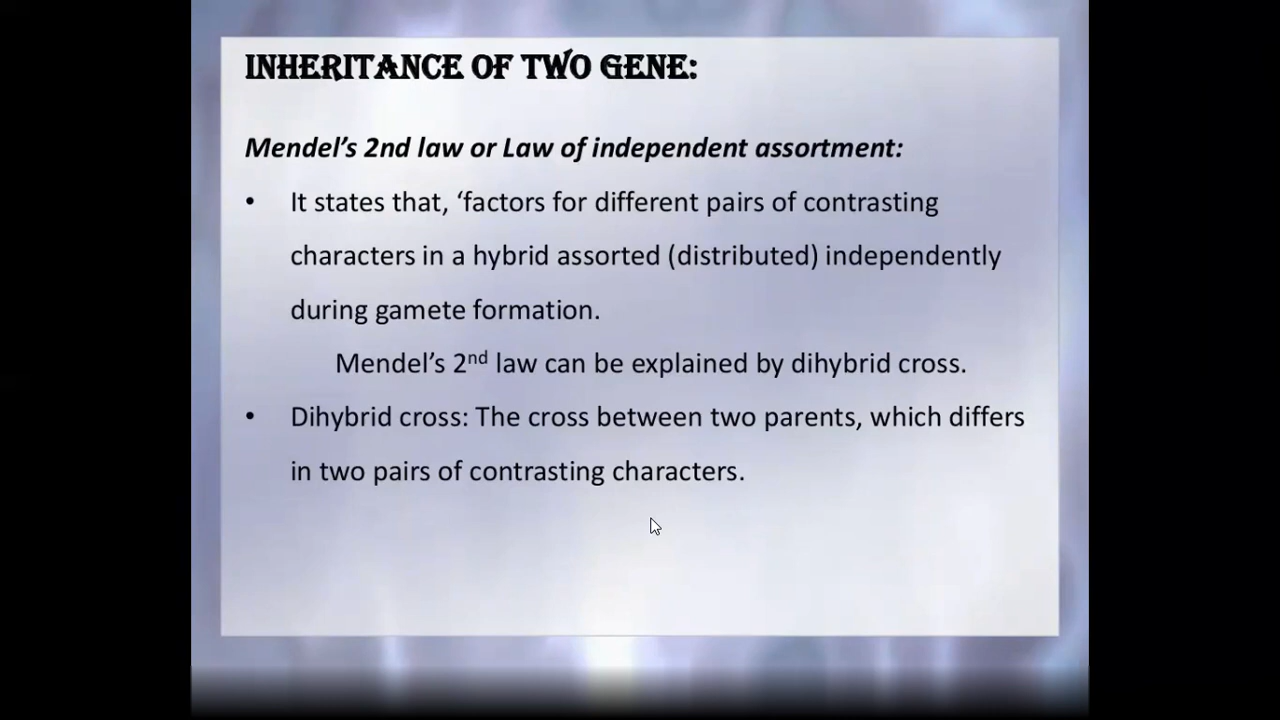 INHERITANCE OF TWO GENE:
Mendel's 2nd law or Law of independent assortment:
• It states that, ‘factors for different pairs of contrasting
characters in a hybrid assorted (distributed) independently
during gamete formation.
Mendel's 2nd law can be explained by dihybrid cross.
• Dihybrid cross: The cross between two parents, which differs
in two pairs of contrasting characters.